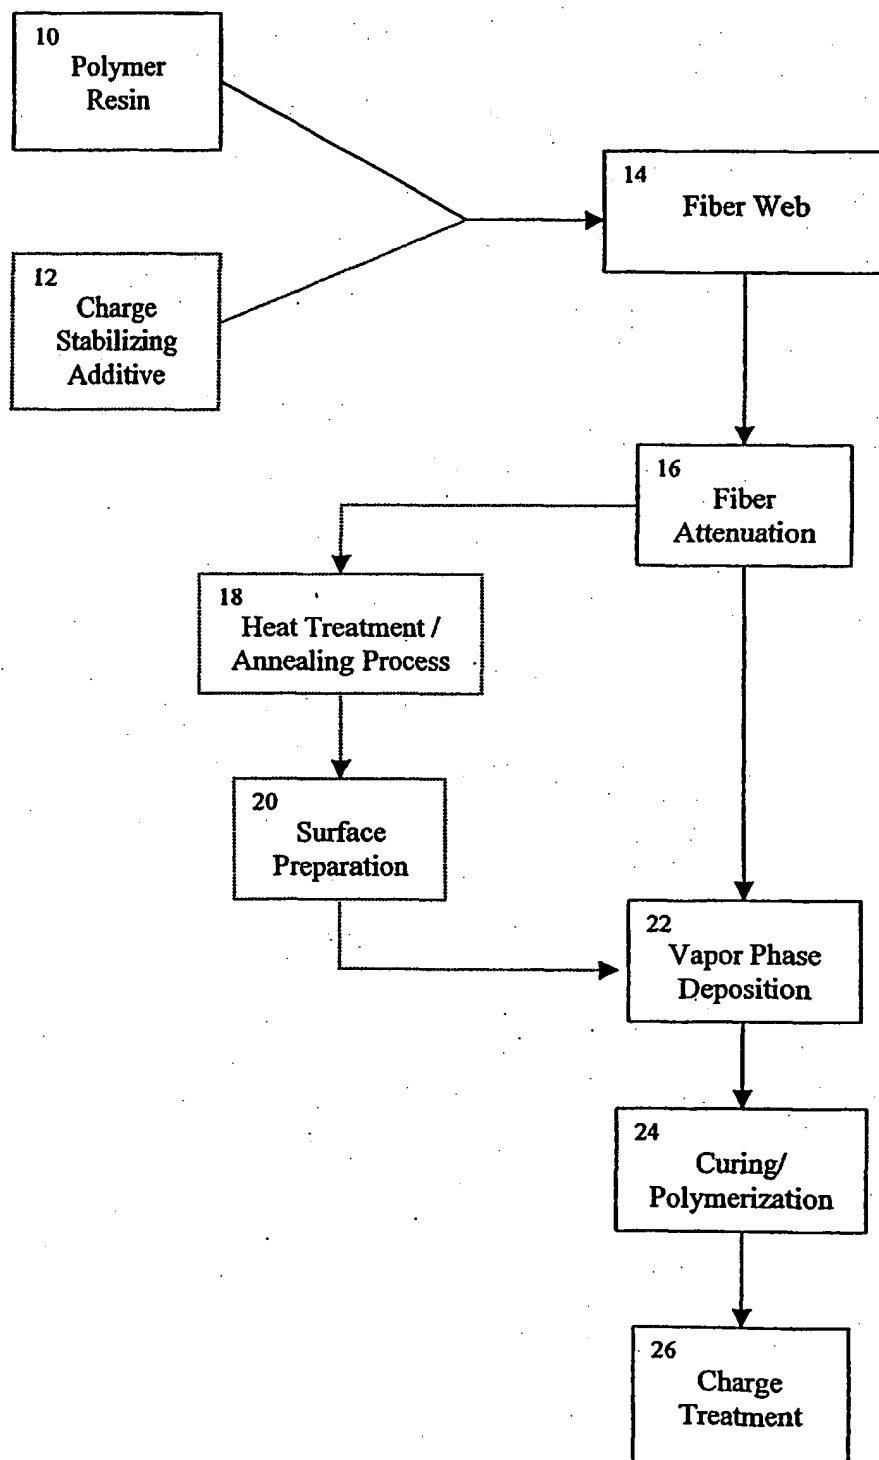 10
Polymer
Resin
14
Fiber Web
12
Charge
Stabilizing
Additive
16
Fiber
Attenuation
18
Heat Treatment /
Annealing Process
20
Surface
Preparation
22
Vapor Phase
Deposition
24
Curing/
Polymerization
26
Charge
Treatment